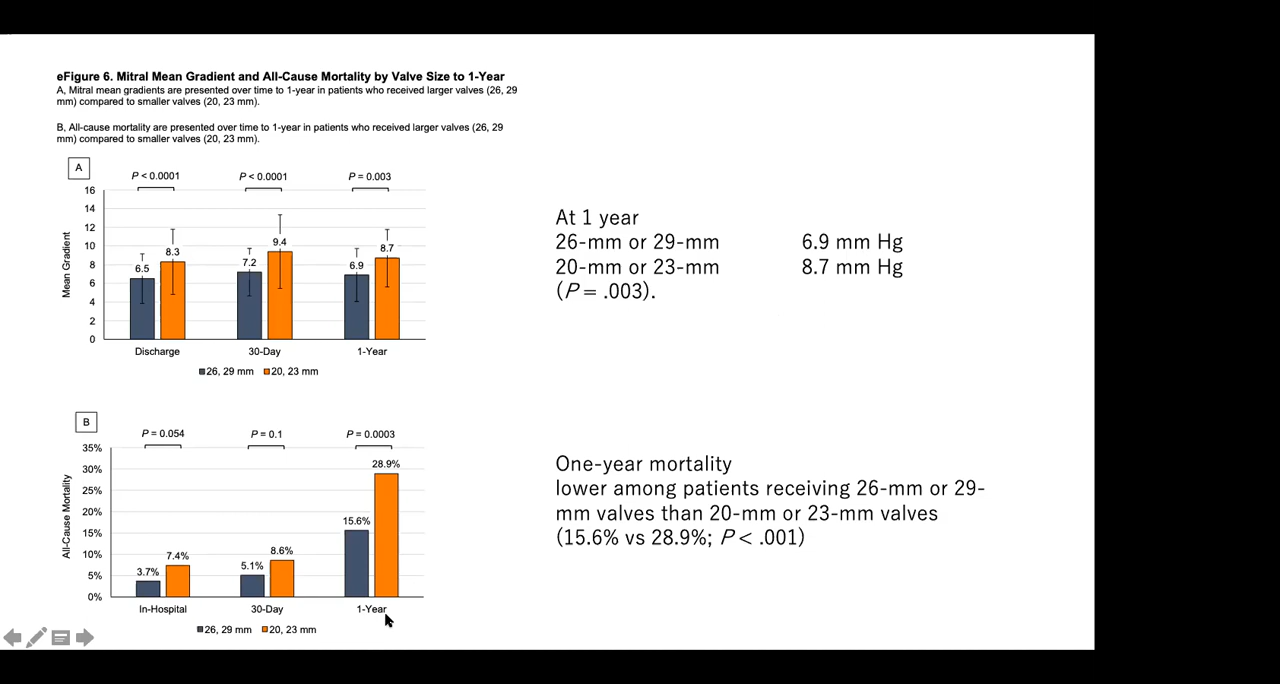 eFigure 6. Mitral Mean Gradient and All-Cause Mortality by Valve Size to 1-Year
A, Mitral mean gradients are presented over time to 1-year in patients who received larger valves (26, 29
mm) compared to smaller valves (20, 23 mm).
B, All-cause mortality are presented over time to 1-year in patients who received larger valves (26, 29
mm) compared to smaller valves (20, 23 mm).
A
P < 0.0001
P < 0.0001
P = 0.003
Mean Gradient
16
14
12
10
8
6
4
2
0
6.5
8.3
7.2
9.4
6.9
8.7
Discharge
30-Day
1-Year
26, 29 mm
20, 23 mm
At 1 year
26-mm or 29-mm 6.9 mm Hg
20-mm or 23-mm 8.7 mm Hg
(P = .003).
B
P = 0.054
P = 0.1
P = 0.0003
All-Cause Mortality
35%
30%
25%
20%
15%
10%
5%
0%
3.7%
7.4%
5.1%
8.6%
15.6%
28.9%
In-Hospital
30-Day
1-Year
26, 29 mm
20, 23 mm
One-year mortality
lower among patients receiving 26-mm or 29-
mm valves than 20-mm or 23-mm valves
(15.6% vs 28.9%; P < .001)